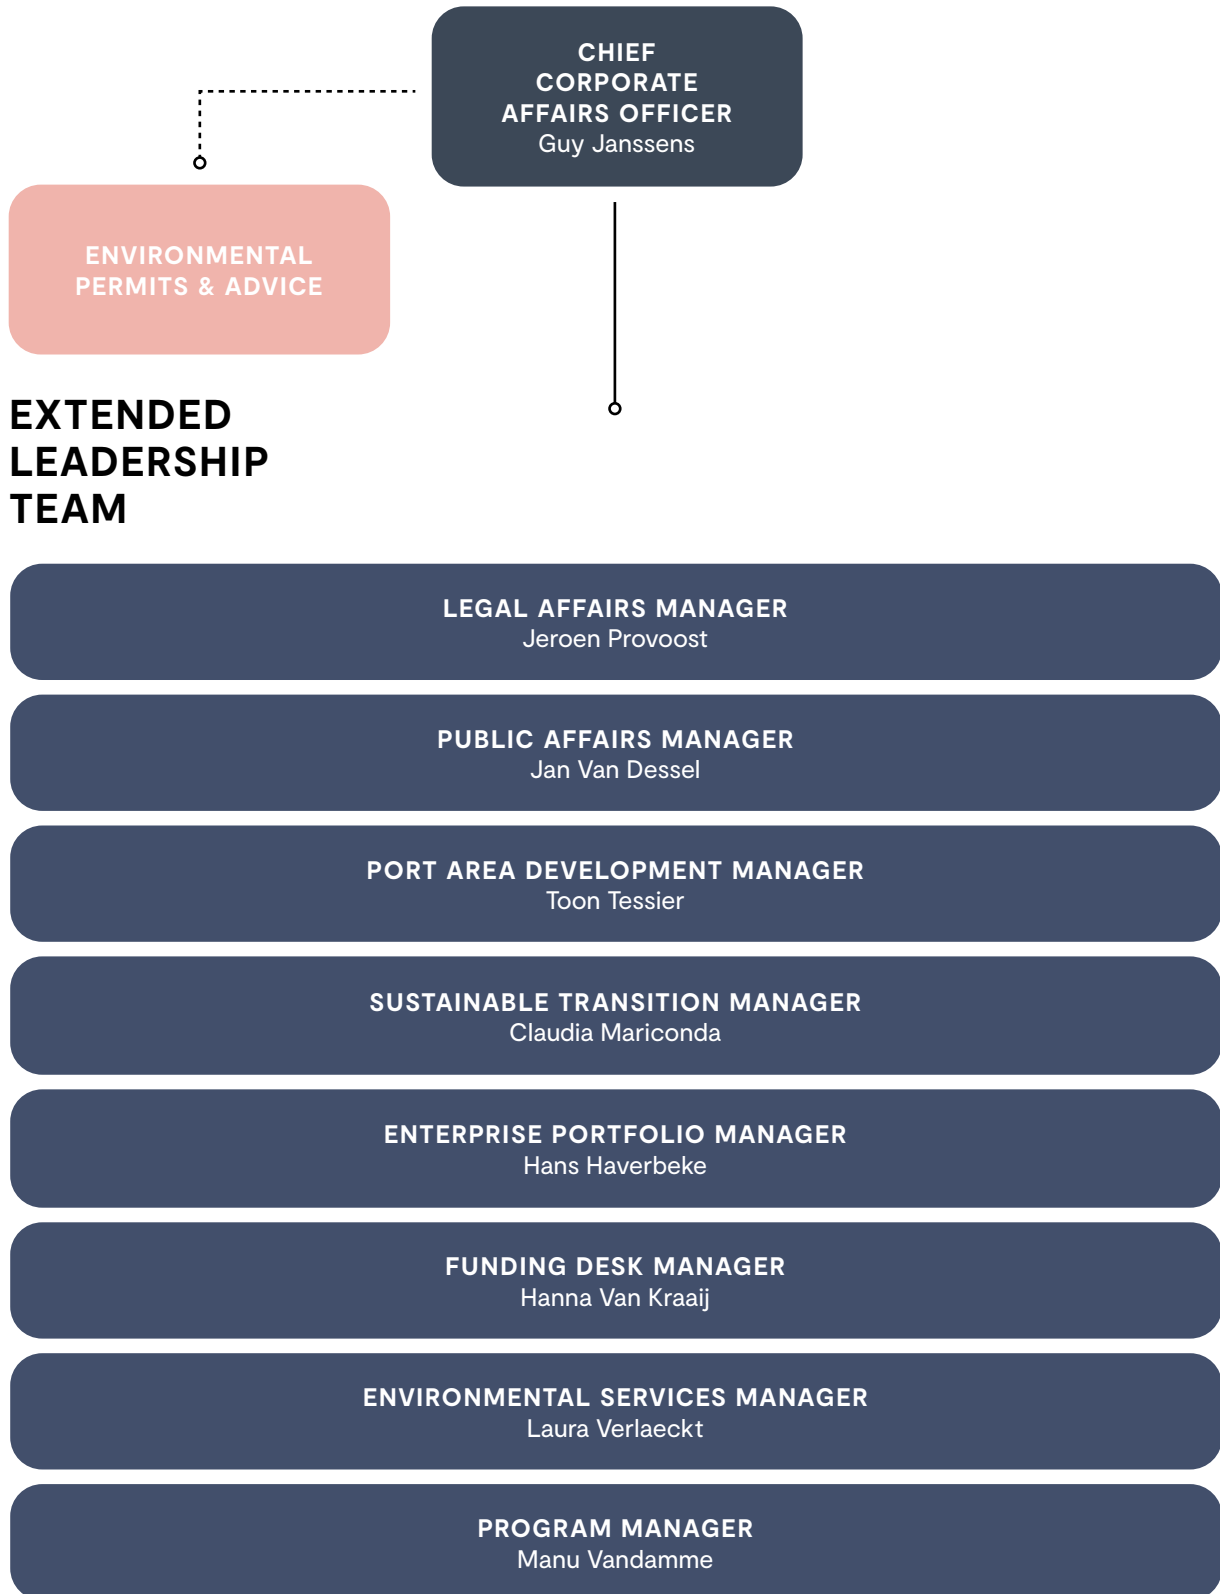 CHIEF
CORPORATE
AFFAIRS OFFICER
Guy Janssens
ENVIRONMENTAL
PERMITS & ADVICE
EXTENDED
LEADERSHIP
TEAM
LEGAL AFFAIRS MANAGER
Jeroen Provoost
PUBLIC AFFAIRS MANAGER
Jan Van Dessel
PORT AREA DEVELOPMENT MANAGER
Toon Tessier
SUSTAINABLE TRANSITION MANAGER
Claudia Mariconda
ENTERPRISE PORTFOLIO MANAGER
Hans Haverbeke
FUNDING DESK MANAGER
Hanna Van Kraaij
ENVIRONMENTAL SERVICES MANAGER
Laura Verlaeckt
PROGRAM MANAGER
Manu Vandamme